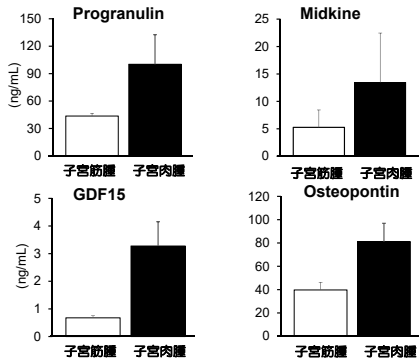 Progranulin
(ng/mL)
150
120
90
60
30
0
子宮筋腫 子宮肉腫
Midkine
25
20
15
10
5
0
子宮筋腫 子宮肉腫
GDF15
(ng/mL)
5
4
3
2
1
0
子宮筋腫 子宮肉腫
Osteopontin
120
100
80
60
40
20
0
子宮筋腫 子宮肉腫